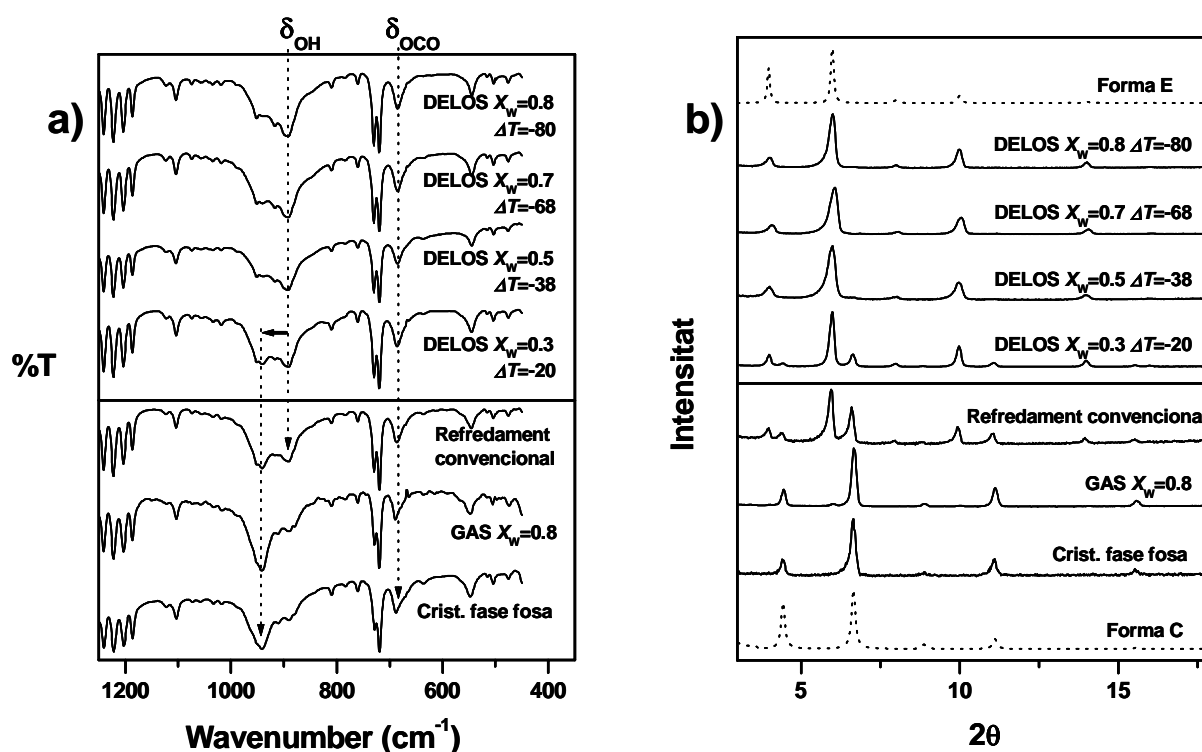 δOH
δOCO
a)
DELOS XW=0.8
ΔT=-80
DELOS XW=0.7
ΔT=-68
DELOS XW=0.5
ΔT=-38
DELOS XW=0.3
ΔT=-20
%T
Refredament
convencional
GAS XW=0.8
Crist. fase fosa
1200
1000
800
600
400
Wavenumber (cm-1)
b)
Forma E
DELOS XW=0.8 ΔT=-80
DELOS XW=0.7 ΔT=-68
DELOS XW=0.5 ΔT=-38
DELOS XW=0.3 ΔT=-20
Intensitat
Refredament convencional
GAS XW=0.8
Crist. fase fosa
Forma C
5
10
15
2θ